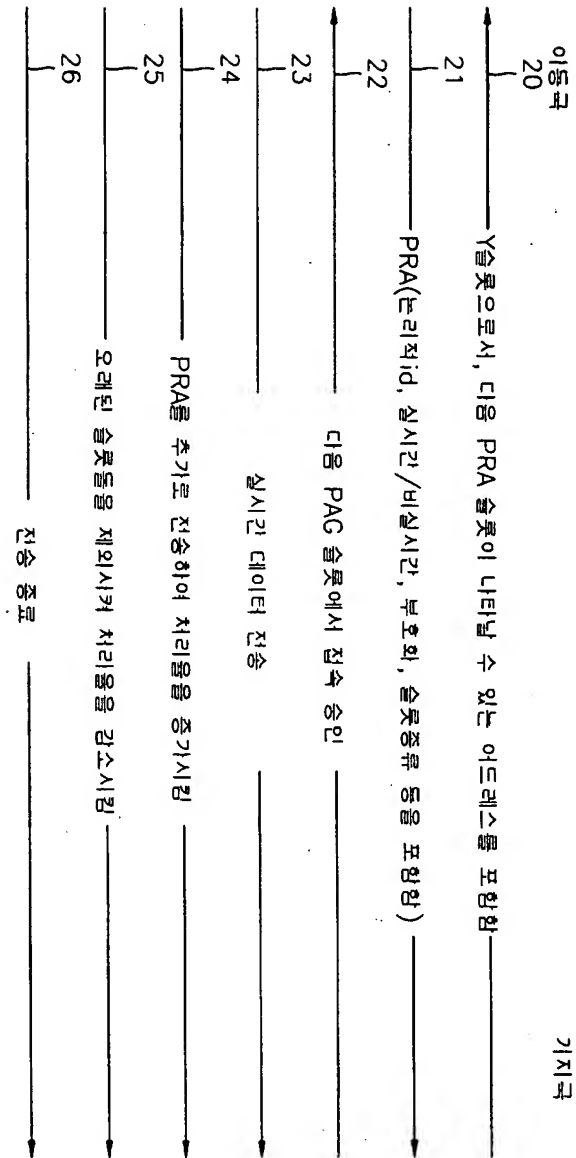 이동국
기지국
20
Y슬롯으로서, 다음 PRA 슬롯이 나타날 수 있는 어드레스를 포함함
21
PRA(논리적id, 실시간/비실시간, 부호화, 슬롯종류 등을 포함함)
22
다음 PAG 슬롯에서 접속 승인
23
실시간 데이터 전송
24
PRA를 추가로 전송하여 처리율을 증가시킴
25
오래된 슬롯들을 제외시켜 처리율을 감소시킴
26
전송 종료